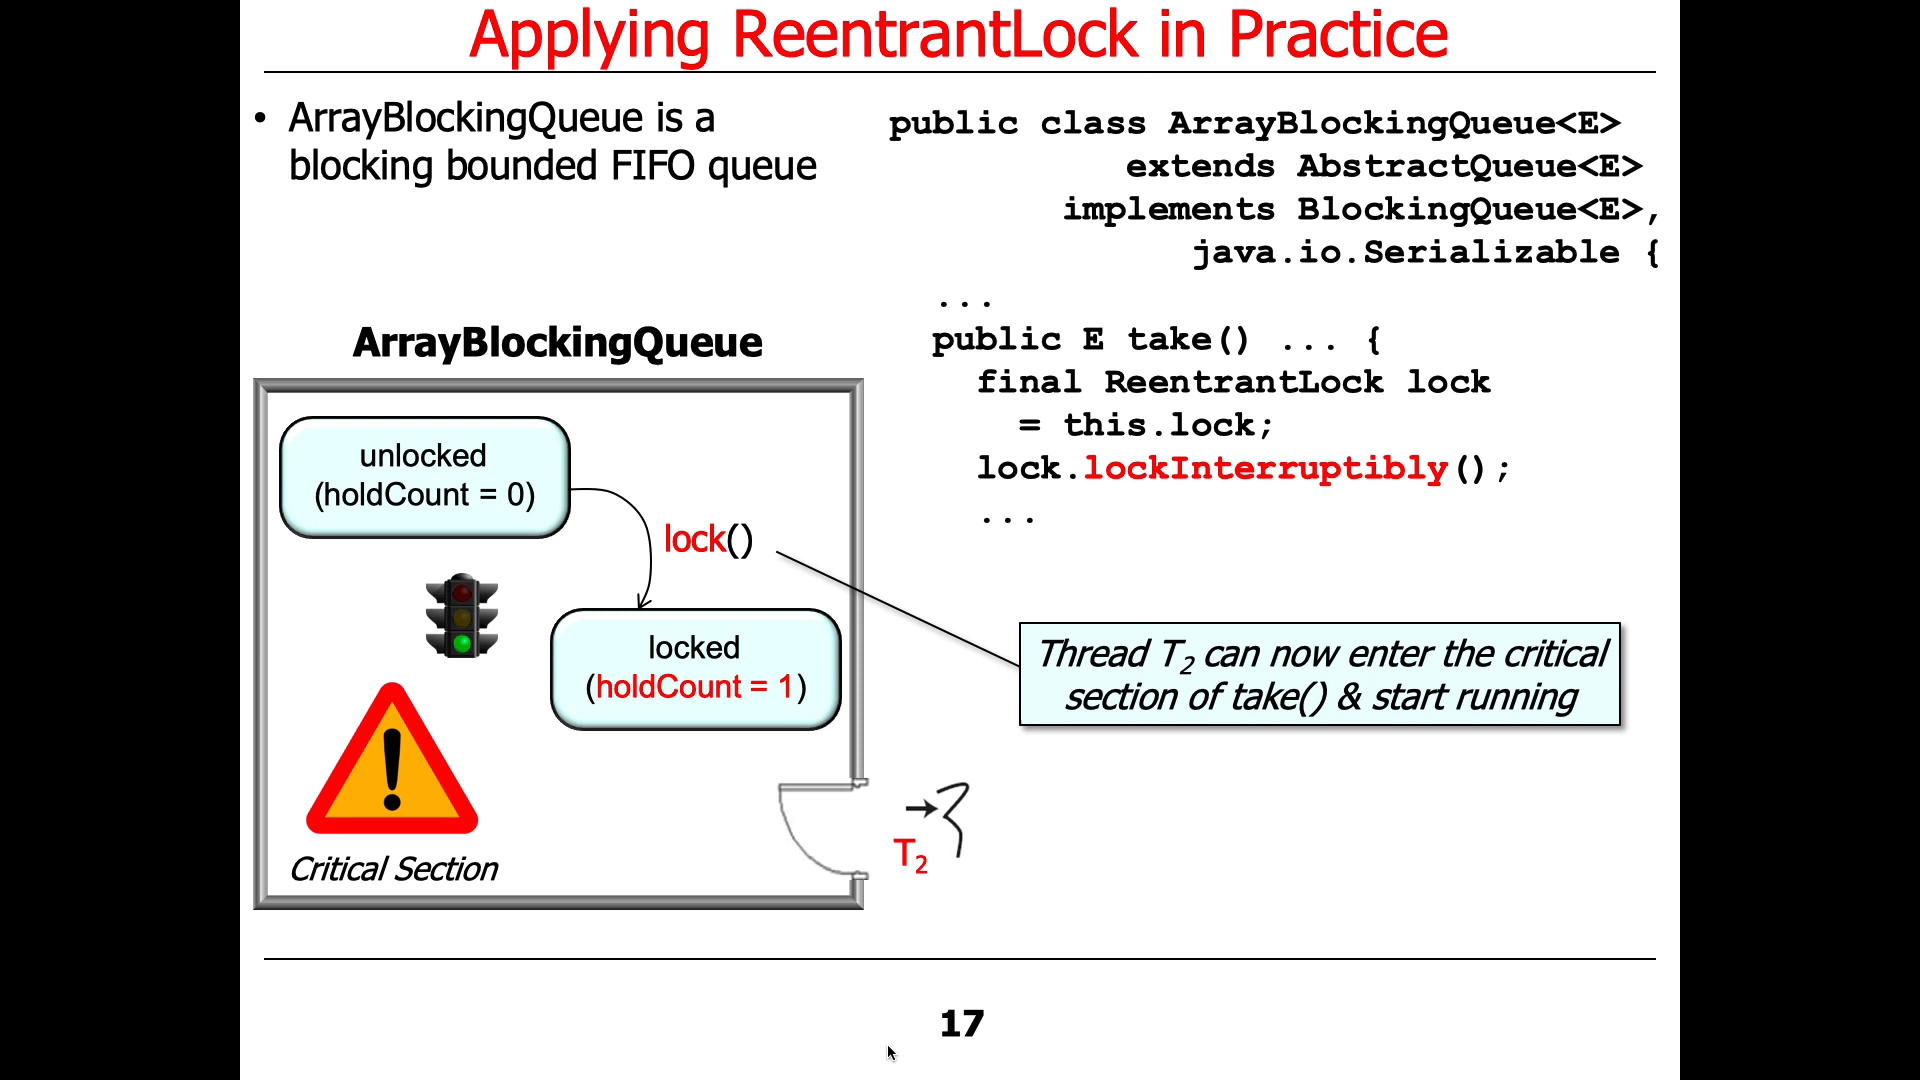 Applying ReentrantLock in Practice
• ArrayBlockingQueue is a
blocking bounded FIFO queue
public class ArrayBlockingQueue<E>
extends AbstractQueue<E>
implements BlockingQueue<E>,
java.io.Serializable {
...
public E take() ... {
final ReentrantLock lock
= this.lock;
lock.lockInterruptibly();
...
ArrayBlockingQueue
unlocked
(holdCount = 0)
lock()
locked
(holdCount = 1)
Critical Section
T2
Thread T2 can now enter the critical
section of take() & start running
17